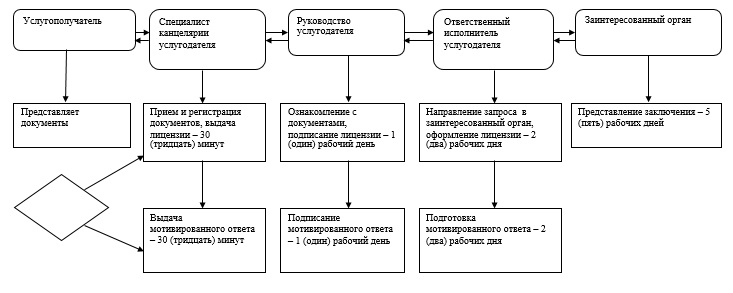 Услугополучатель
Специалист
канцелярии
услугодателя
Руководство
услугодателя
Ответственный
исполнитель
услугодателя
Заинтересованный орган
Представляет
документы
Прием и регистрация
документов, выдача
лицензии – 30
(тридцать) минут
Ознакомление с
документами,
подписание лицензии – 1
(один) рабочий день
Направление запроса в
заинтересованный орган,
оформление лицензии – 2
(два) рабочих дня
Представление заключения – 5
(пять) рабочих дней
Выдача
мотивированного ответа
– 30 (тридцать) минут
Подписание
мотивированного ответа
– 1 (один) рабочий день
Подготовка
мотивированного ответа – 2
(два) рабочих дня